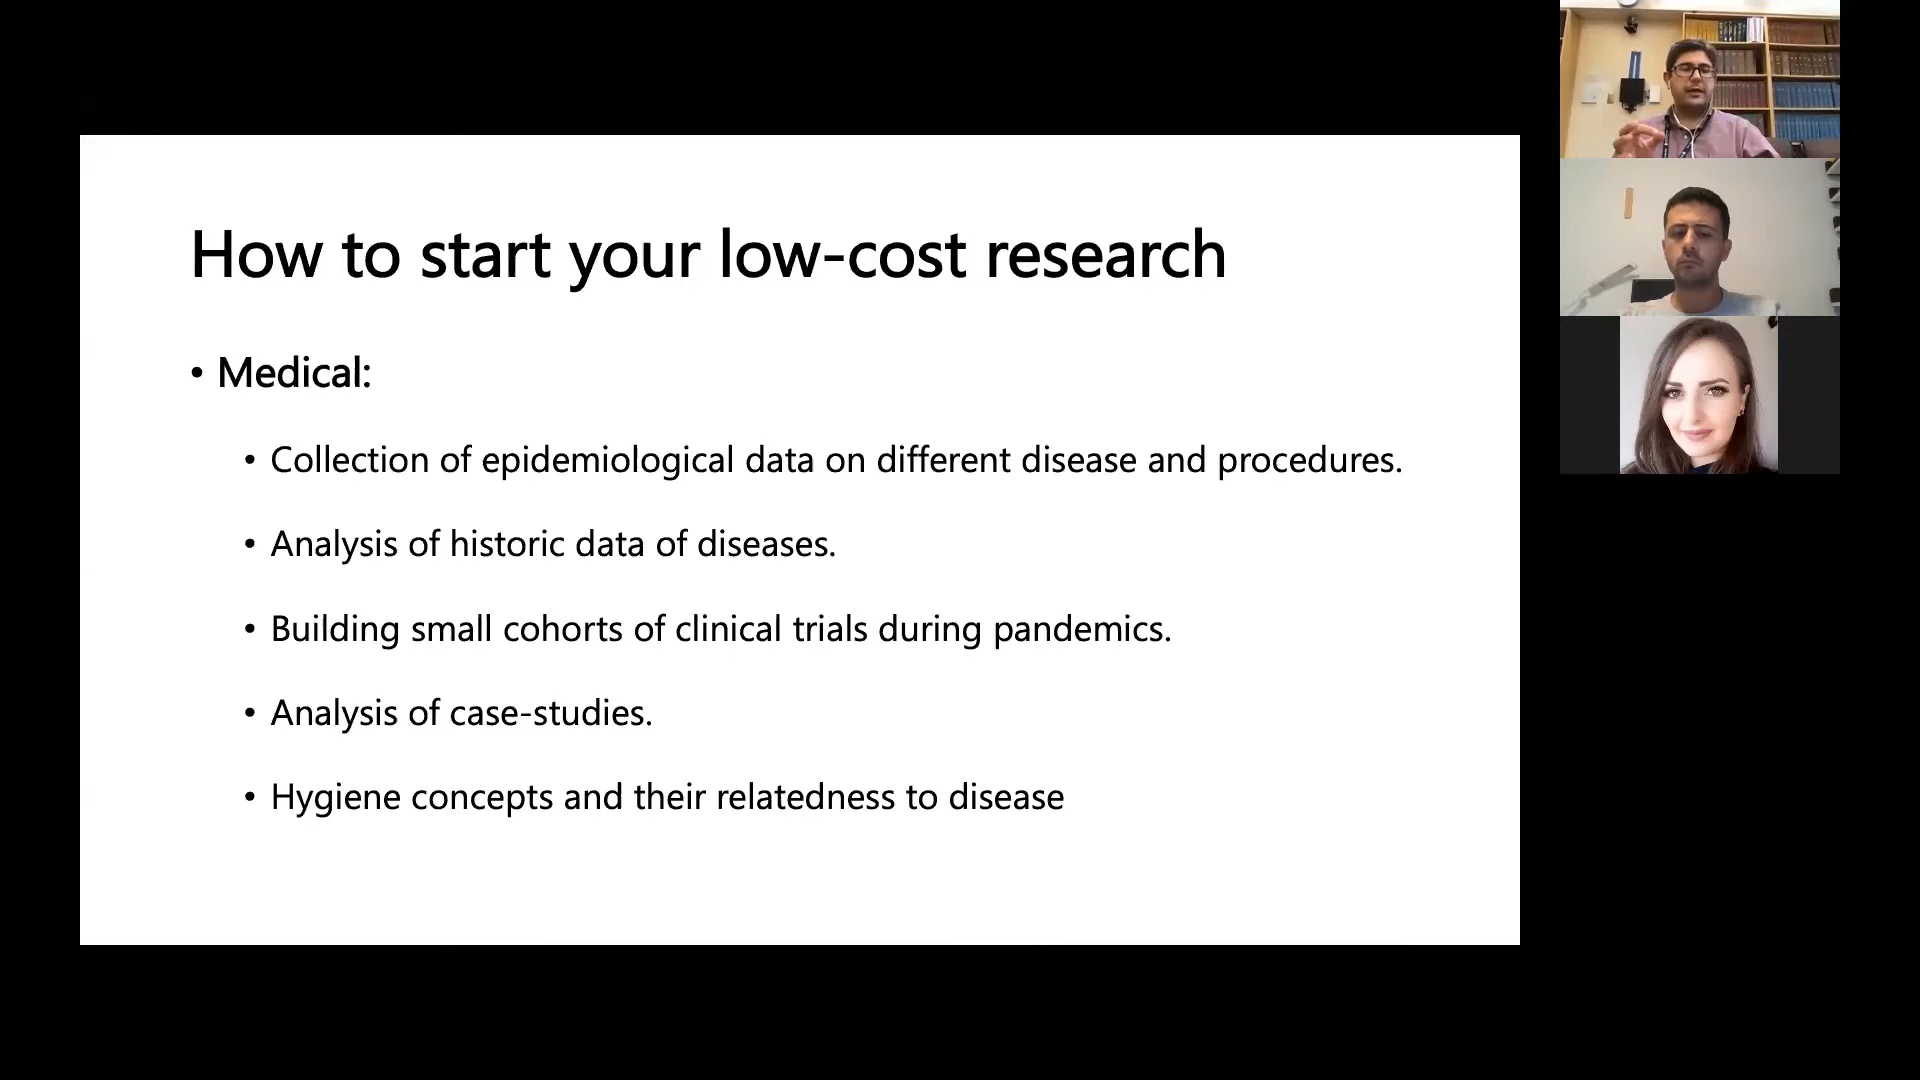 How to start your low-cost research
• Medical:
• Collection of epidemiological data on different disease and procedures.
• Analysis of historic data of diseases.
• Building small cohorts of clinical trials during pandemics.
• Analysis of case-studies.
• Hygiene concepts and their relatedness to disease